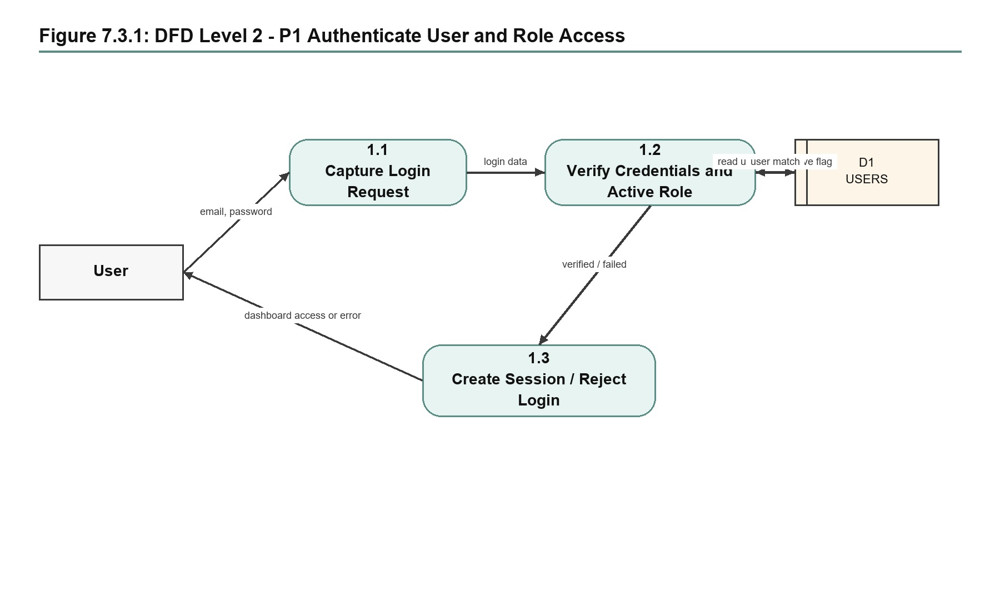 Figure 7.3.1: DFD Level 2 - P1 Authenticate User and Role Access
1.1
Capture Login
Request
login data
1.2
Verify Credentials and
Active Role
read u
user match
ve flag
D1
USERS
email, password
User
verified / failed
dashboard access or error
1.3
Create Session / Reject
Login